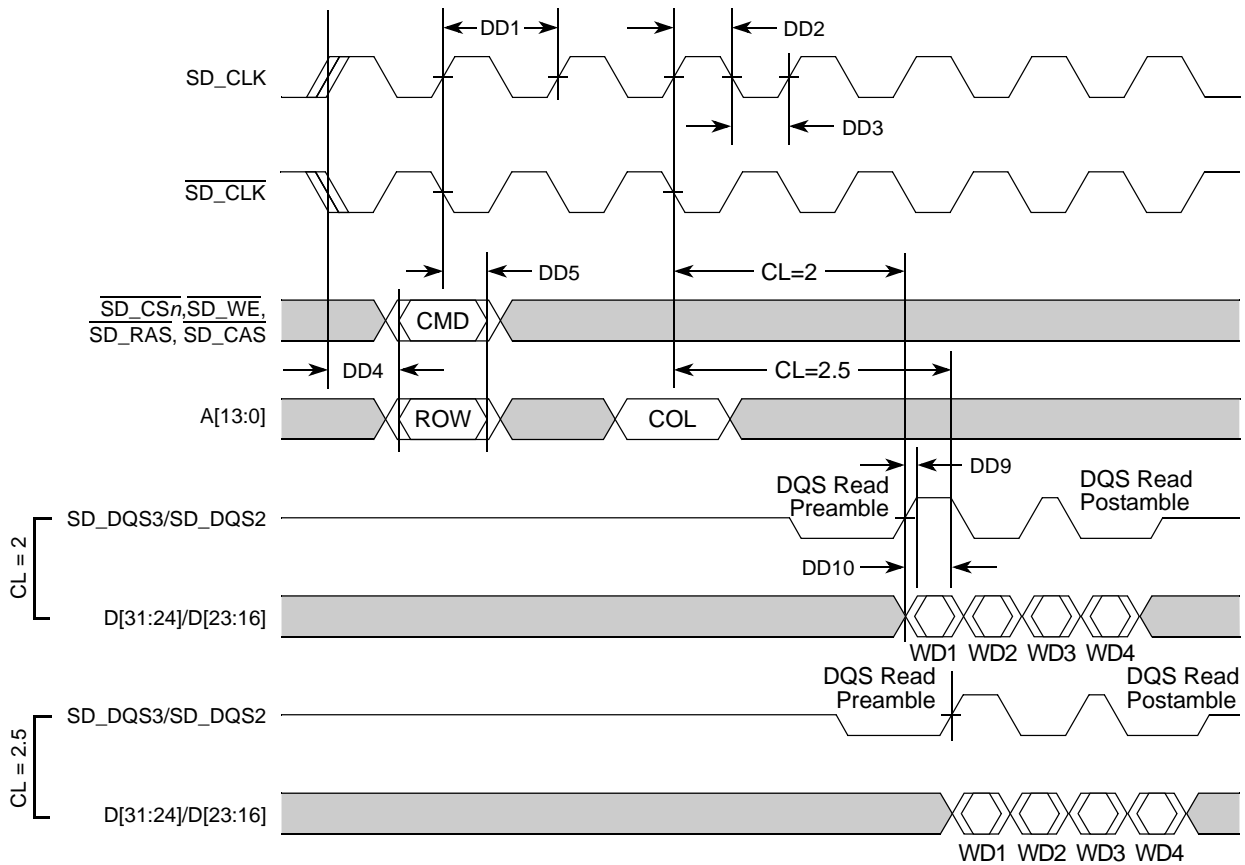 DD1
DD2
SD_CLK
DD3
SD_CLK
DD5
CL=2
SD_CSn,SD_WE,
SD_RAS, SD_CAS
CMD
DD4
CL=2.5
A[13:0]
ROW
COL
DD9
DQS Read
Preamble
DQS Read
Postamble
SD_DQS3/SD_DQS2
CL = 2
DD10
D[31:24]/D[23:16]
WD1 WD2 WD3 WD4
DQS Read
Preamble
DQS Read
Postamble
SD_DQS3/SD_DQS2
CL = 2.5
D[31:24]/D[23:16]
WD1 WD2 WD3 WD4